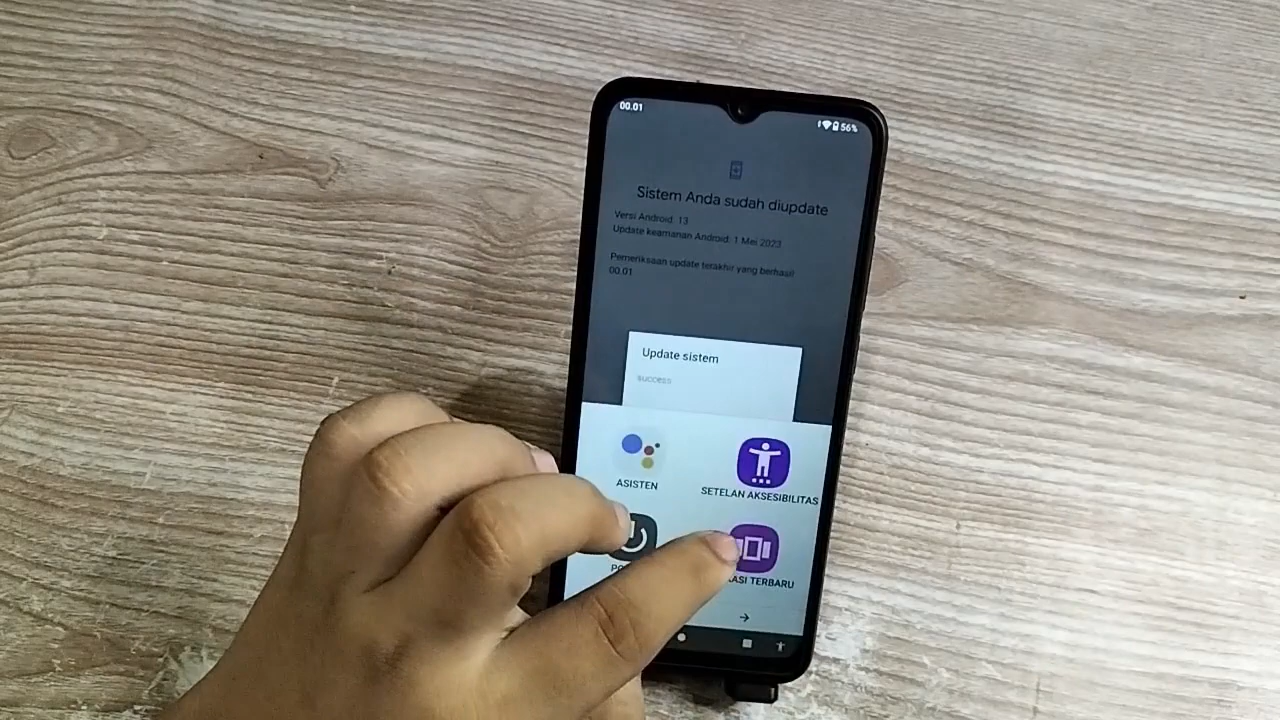 00.01
56%
Sistem Anda sudah diupdate
Versi Android: 13
Update keamanan Android: 1 Mei 2023
Pemeriksaan update terakhir yang berhasil:
00.01
Update sistem
success
ASISTEN
SETELAN AKSESIBILITAS
TERBARU